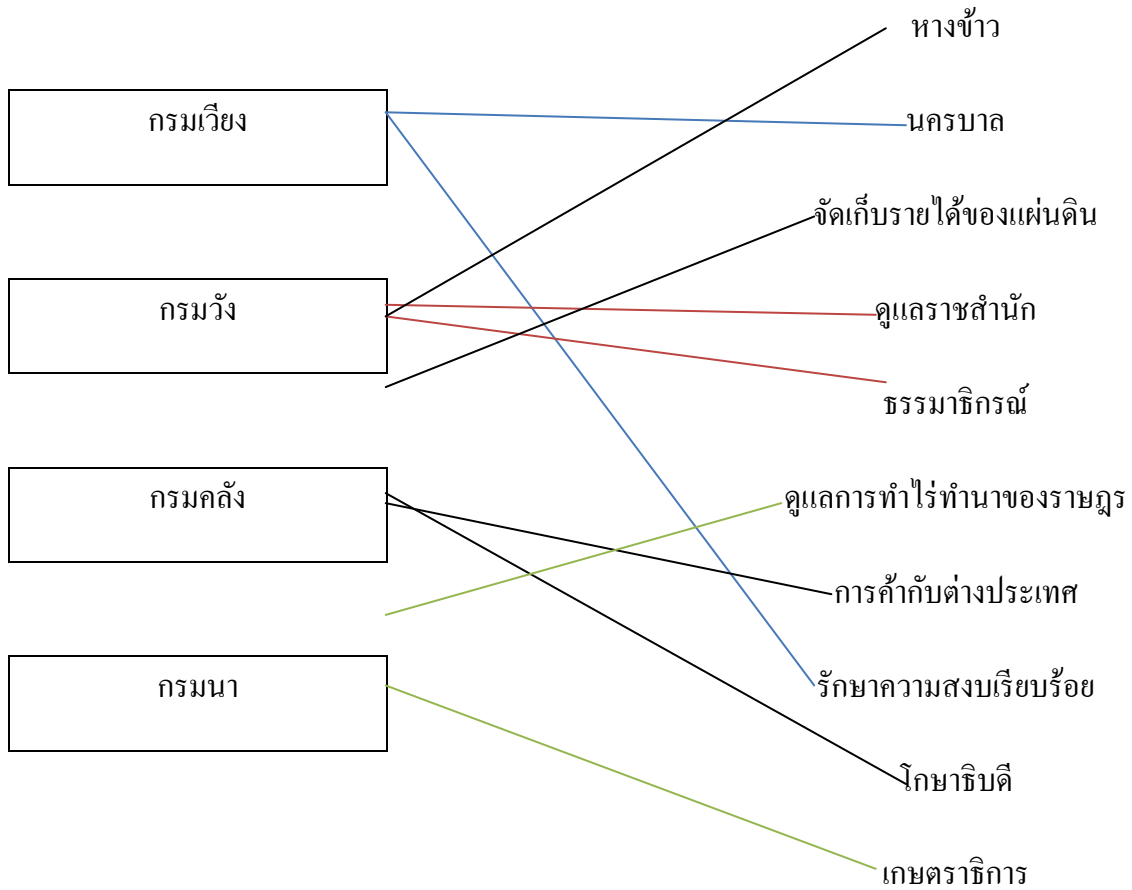 หางข้าว
กรมเวียง
นครบาล
จัดเก็บรายได้ของแผ่นดิน
กรมวัง
ดูแลราชสำนัก
ธรรมาธิกรณ์
กรมคลัง
ดูแลการทำไร่ทำนาของราษฎร
การค้ากับต่างประเทศ
กรมนา
รักษาความสงบเรียบร้อย
โกษาธิบดี
เกษตราธิการ